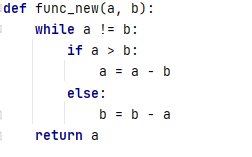 def func_new(a, b):
    while a != b:
        if a > b:
            a = a - b
        else:
            b = b - a
    return a